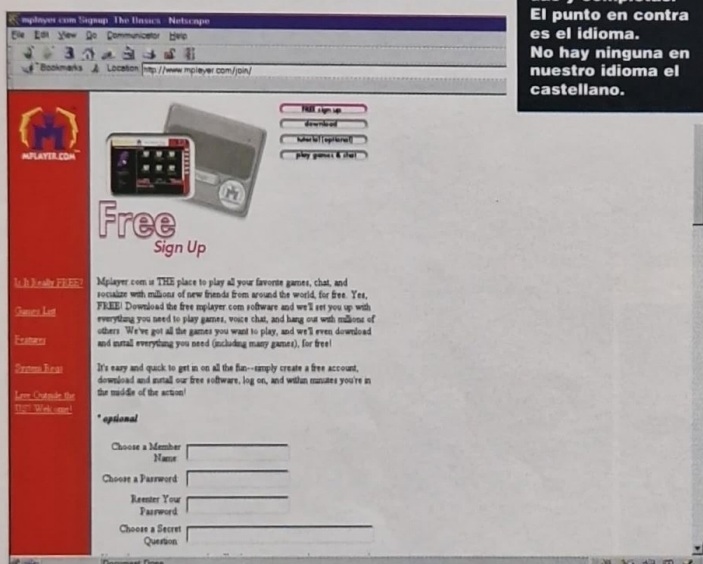 mplayer.com Signup: The Basics - Netscape
File Edit View Go Communicator Help
Bookmarks Location: http://www.mplayer.com/join/
El punto en contra
es el idioma.
No hay ninguna en
nuestro idioma el
castellano.
MPLAYER.COM
FREE sign up
download
tutorial (optional)
play games & chat
Free
Sign Up
Is It Really FREE?
Games List
Features
System Reqs
Live Outside the
US? Welcome!
Mplayer.com is THE place to play all your favorite games, chat, and
socialize with millions of new friends from around the world, for free. Yes,
FREE! Download the free mplayer.com software and we'll set you up with
everything you need to play games, voice chat, and hang out with millions of
others. We've got all the games you want to play, and we'll even download
and install everything you need (including many games), for free!
It's easy and quick to get in on all the fun--simply create a free account,
download and install our free software, log on, and within minutes you're in
the middle of the action!
* optional
Choose a Member
Name:
Choose a Password:
Reenter Your
Password:
Choose a Secret
Question:
Document: Done